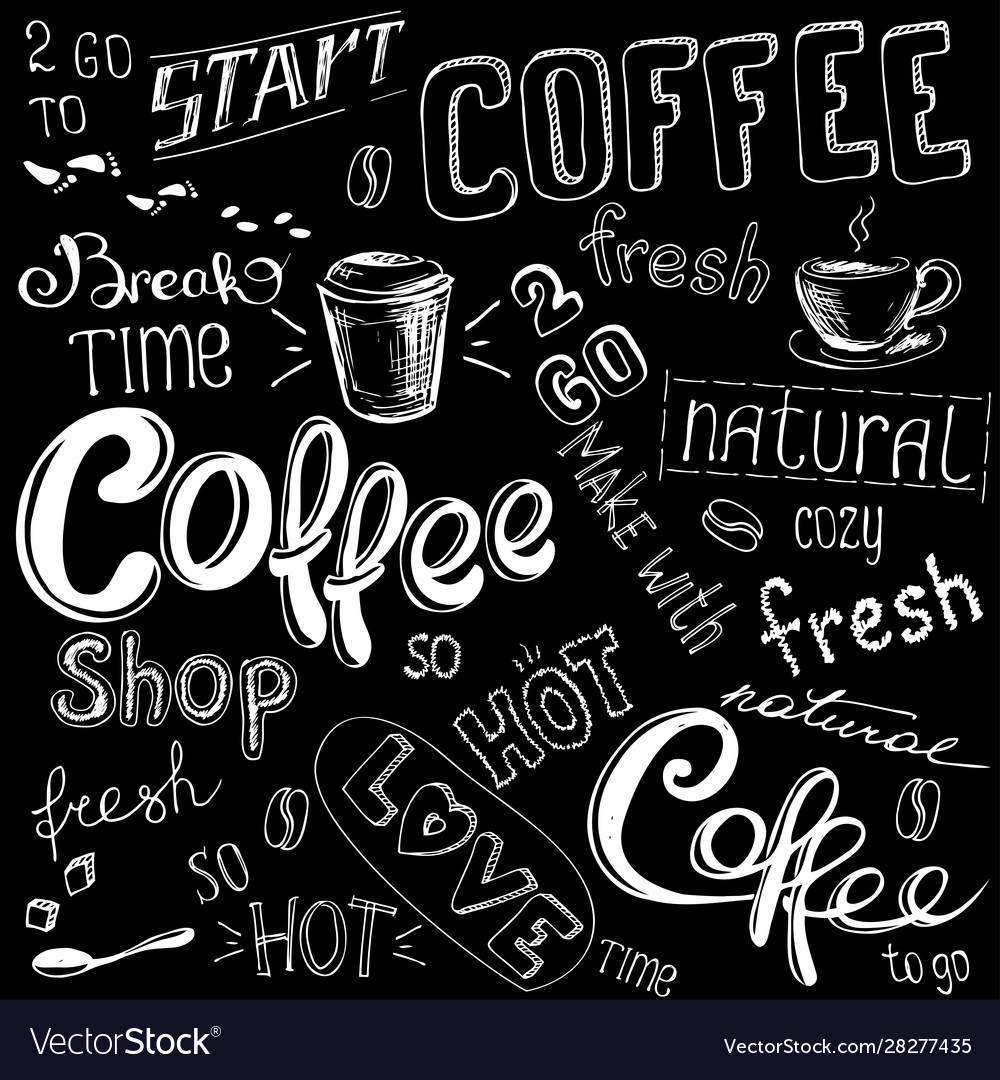 2 GO
TO
START
COFFEE
fresh
Break
TIME
2
GO
MAKE with
natural
cozy
Coffee
Shop
so
HOT
fresh
natural
Coffee
to go
fresh
SO
HOT
LOVE
TIME
VectorStock®
VectorStock.com/28277435